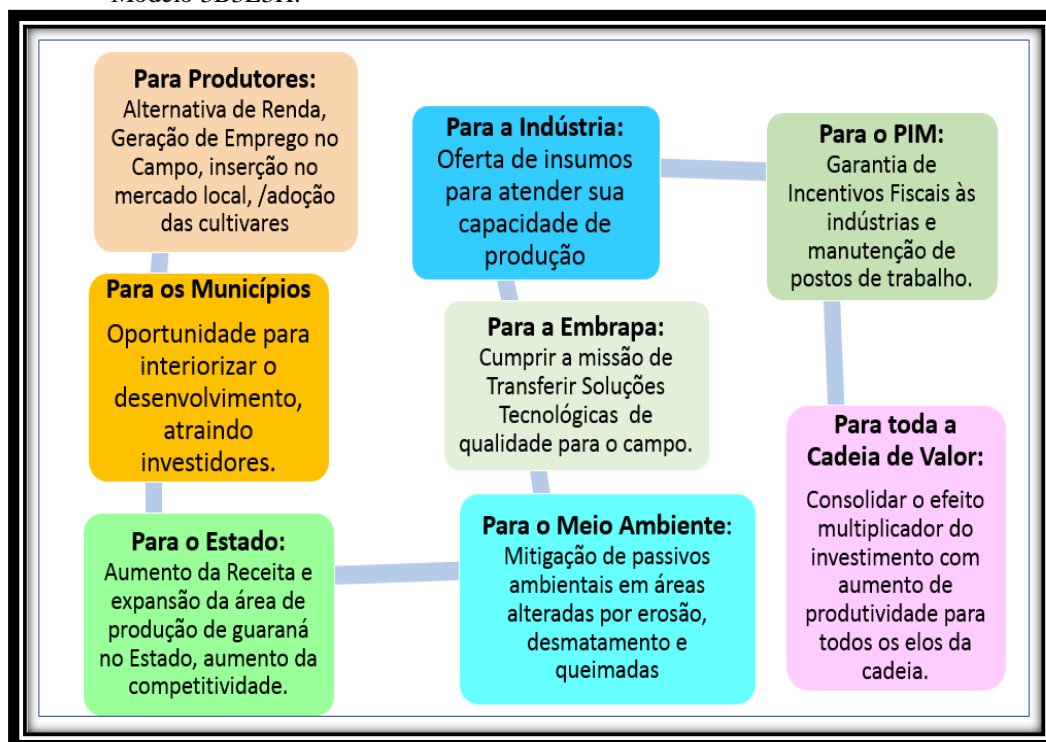 Para Produtores:
Alternativa de Renda,
Geração de Emprego no
Campo, inserção no
mercado local, /adoção
das cultivares
Para os Municípios
Oportunidade para
interiorizar o
desenvolvimento,
atraindo
investidores.
Para o Estado:
Aumento da Receita e
expansão da área de
produção de guaraná
no Estado, aumento da
competitividade.
Para o Meio Ambiente:
Mitigação de passivos
ambientais em áreas
alteradas por erosão,
desmatamento e
queimadas
Para a Embrapa:
Cumprir a missão de
Transferir Soluções
Tecnológicas de
qualidade para o campo.
Para a Indústria:
Oferta de insumos
para atender sua
capacidade de
produção
Para o PIM:
Garantia de
Incentivos Fiscais às
indústrias e
manutenção de
postos de trabalho.
Para toda a
Cadeia de Valor:
Consolidar o efeito
multiplicador do
investimento com
aumento de
produtividade para
todos os elos da
cadeia.